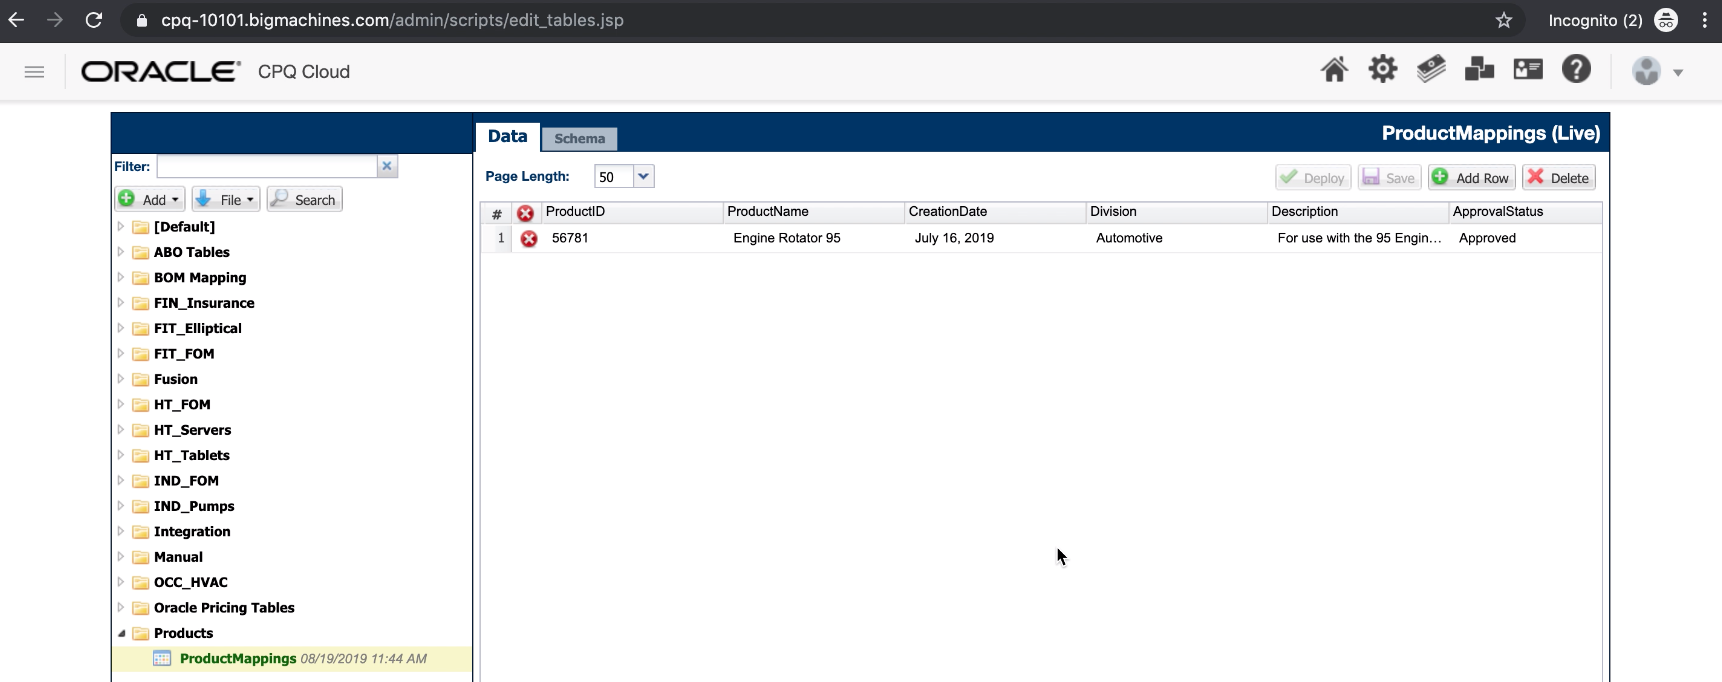 cpq-10101.bigmachines.com/admin/scripts/edit_tables.jsp
Incognito (2)
ORACLE CPQ Cloud
Data
Schema
ProductMappings (Live)
Filter:
Page Length: 50
Deploy
Save
Add Row
Delete
Add
File
Search
# ProductID ProductName CreationDate Division Description ApprovalStatus
1 56781 Engine Rotator 95 July 16, 2019 Automotive For use with the 95 Engin... Approved
[Default]
ABO Tables
BOM Mapping
FIN_Insurance
FIT_Elliptical
FIT_FOM
Fusion
HT_FOM
HT_Servers
HT_Tablets
IND_FOM
IND_Pumps
Integration
Manual
OCC_HVAC
Oracle Pricing Tables
Products
ProductMappings 08/19/2019 11:44 AM